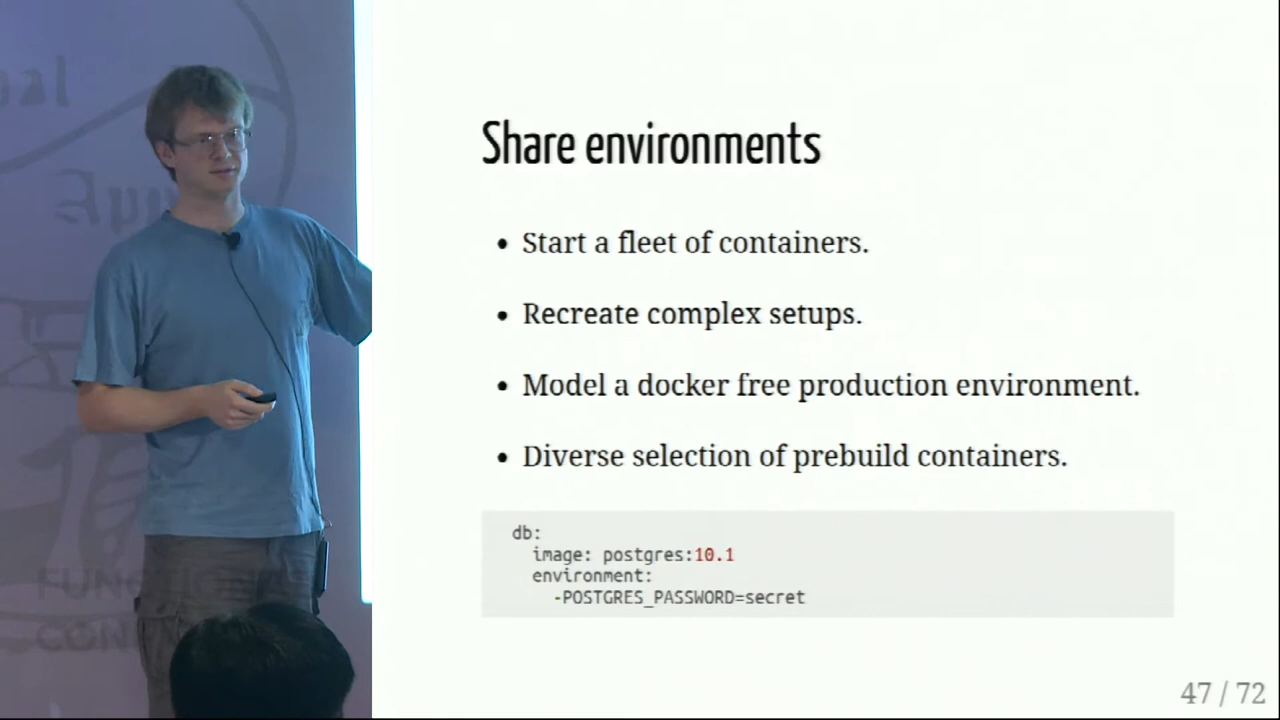 Share environments
• Start a fleet of containers.
• Recreate complex setups.
• Model a docker free production environment.
• Diverse selection of prebuild containers.
db:
image: postgres:10.1
environment:
-POSTGRES_PASSWORD=secret
47 / 72